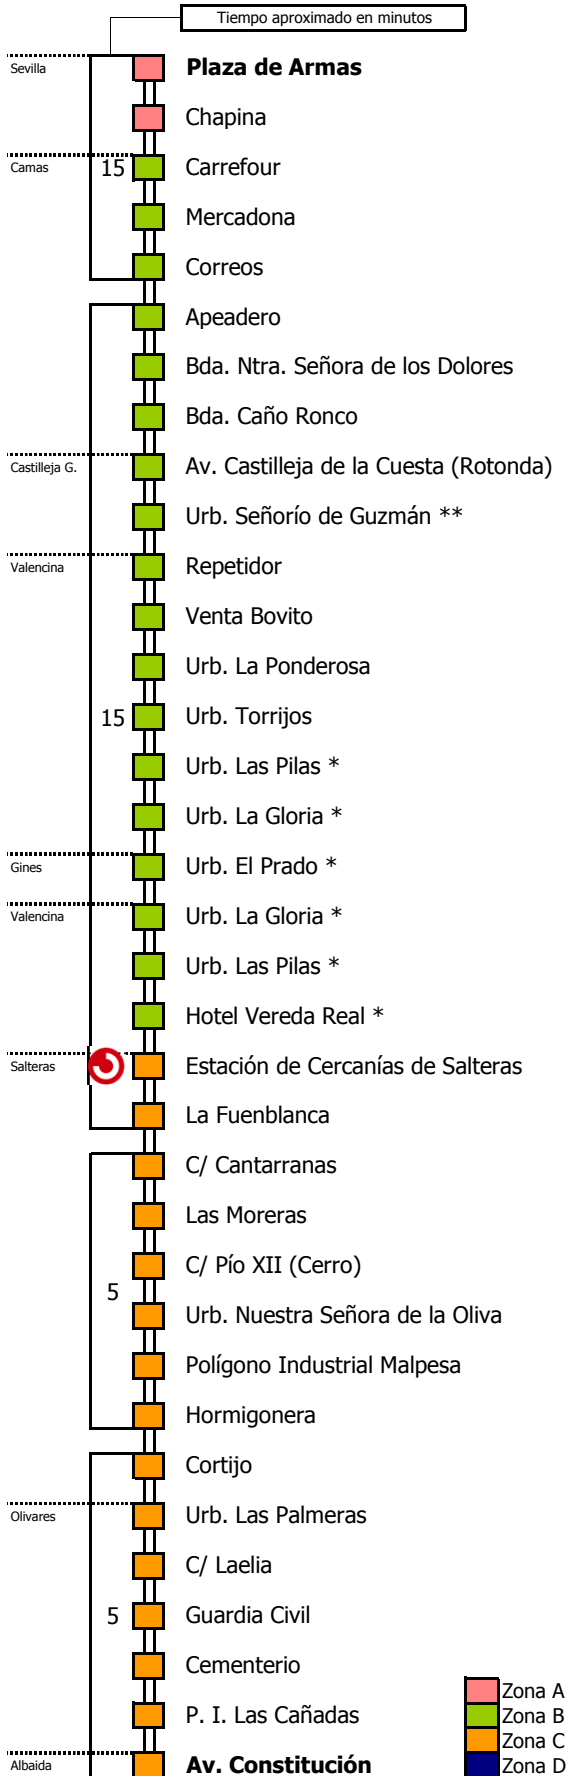 Tiempo aproximado en minutos
Sevilla
Plaza de Armas
Chapina
Camas
15
Carrefour
Mercadona
Correos
Apeadero
Bda. Ntra. Señora de los Dolores
Bda. Caño Ronco
Castilleja G.
Av. Castilleja de la Cuesta (Rotonda)
Urb. Señorío de Guzmán **
Valencina
Repetidor
Venta Bovito
Urb. La Ponderosa
15
Urb. Torrijos
Urb. Las Pilas *
Urb. La Gloria *
Gines
Urb. El Prado *
Valencina
Urb. La Gloria *
Urb. Las Pilas *
Hotel Vereda Real *
Salteras
Estación de Cercanías de Salteras
La Fuenblanca
C/ Cantarranas
Las Moreras
C/ Pío XII (Cerro)
5
Urb. Nuestra Señora de la Oliva
Polígono Industrial Malpesa
Hormigonera
Cortijo
Olivares
Urb. Las Palmeras
C/ Laelia
5
Guardia Civil
Cementerio
P. I. Las Cañadas
Albaida
Av. Constitución
Zona A
Zona B
Zona C
Zona D